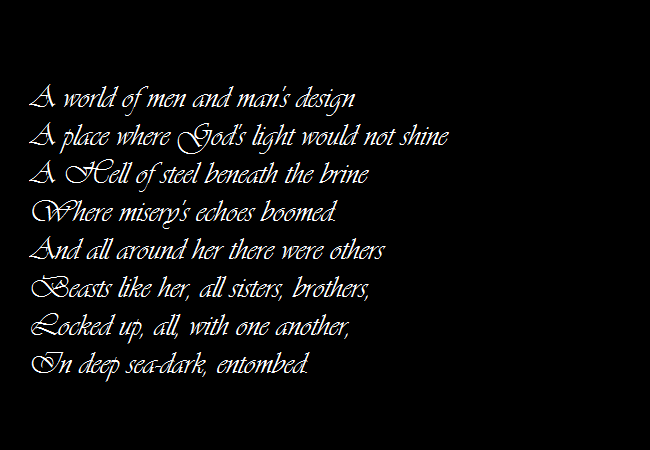 A world of men and man's design
A place where God's light would not shine
A Hell of steel beneath the brine
Where misery's echoes boomed.
And all around her there were others
Beasts like her, all sisters, brothers,
Locked up, all, with one another,
In deep sea-dark, entombed.